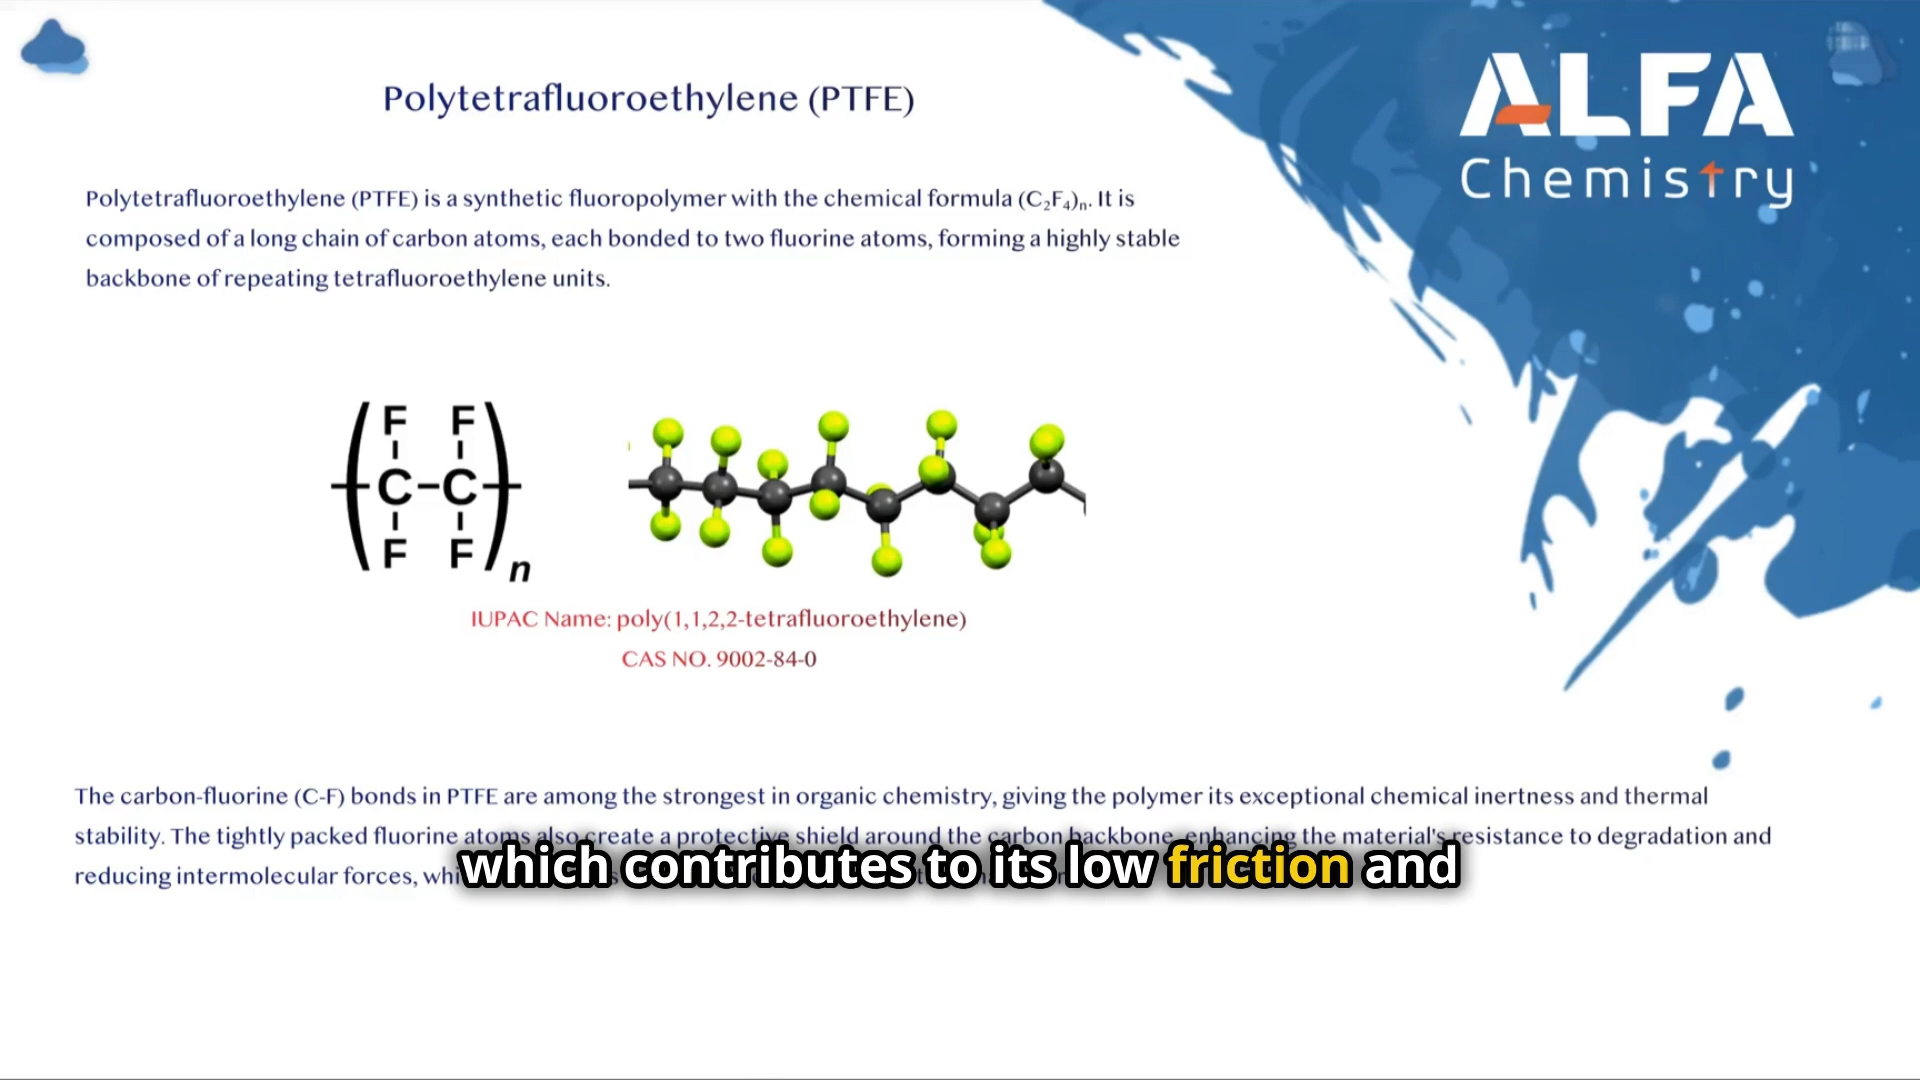 Polytetrafluoroethylene (PTFE)
ALFA
Chemistry
Polytetrafluoroethylene (PTFE) is a synthetic fluoropolymer with the chemical formula (C₂F₄)ₙ. It is
composed of a long chain of carbon atoms, each bonded to two fluorine atoms, forming a highly stable
backbone of repeating tetrafluoroethylene units.
F F
C-C
F F
n
IUPAC Name: poly(1,1,2,2-tetrafluoroethylene)
CAS NO. 9002-84-0
The carbon-fluorine (C-F) bonds in PTFE are among the strongest in organic chemistry, giving the polymer its exceptional chemical inertness and thermal
stability. The tightly packed fluorine atoms also create a protective shield around the carbon backbone, enhancing the material's resistance to degradation and
reducing intermolecular forces,
which contributes to its low friction and